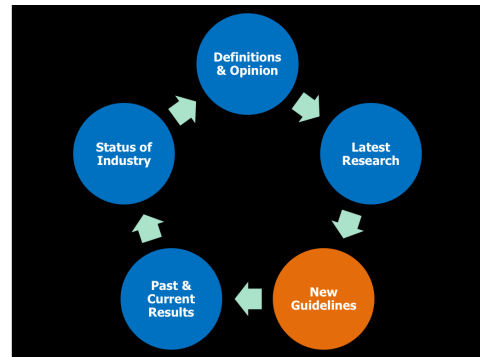 Definitions
& Opinion
Latest
Research
New
Guidelines
Past &
Current
Results
Status of
Industry